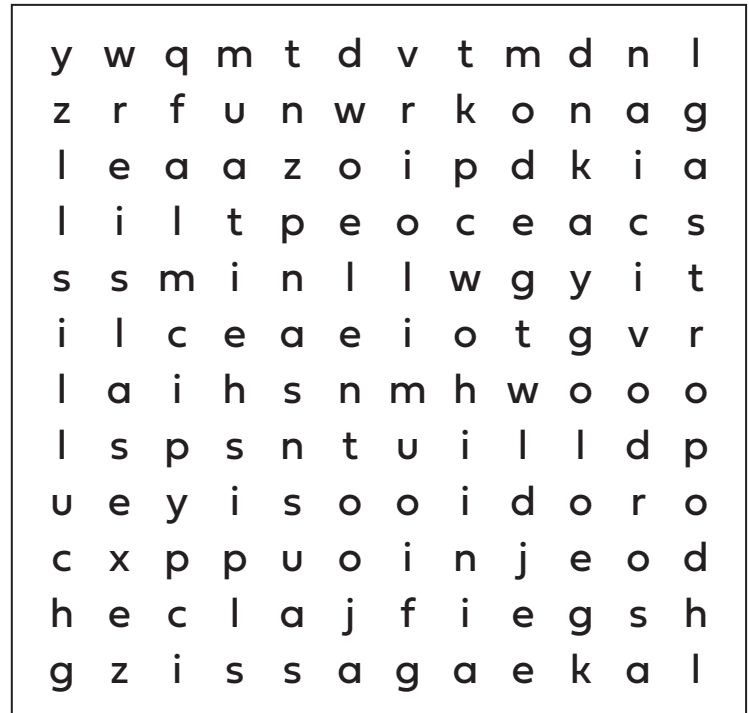 y w q m t d v t m d n l
z r f u n w r k o n a g
l e a a z o i p d k i a
l i l t p e o c e a c s
s s m i n l l w g y i t
i l c e a e i o t g v r
l a i h s n m h w o o o
l s p s n t u i l l d p
u e y i s o o i d o r o
c x p p u o i n j e o d
h e c l a j f i e g s h
g z i s s a g a e k a l